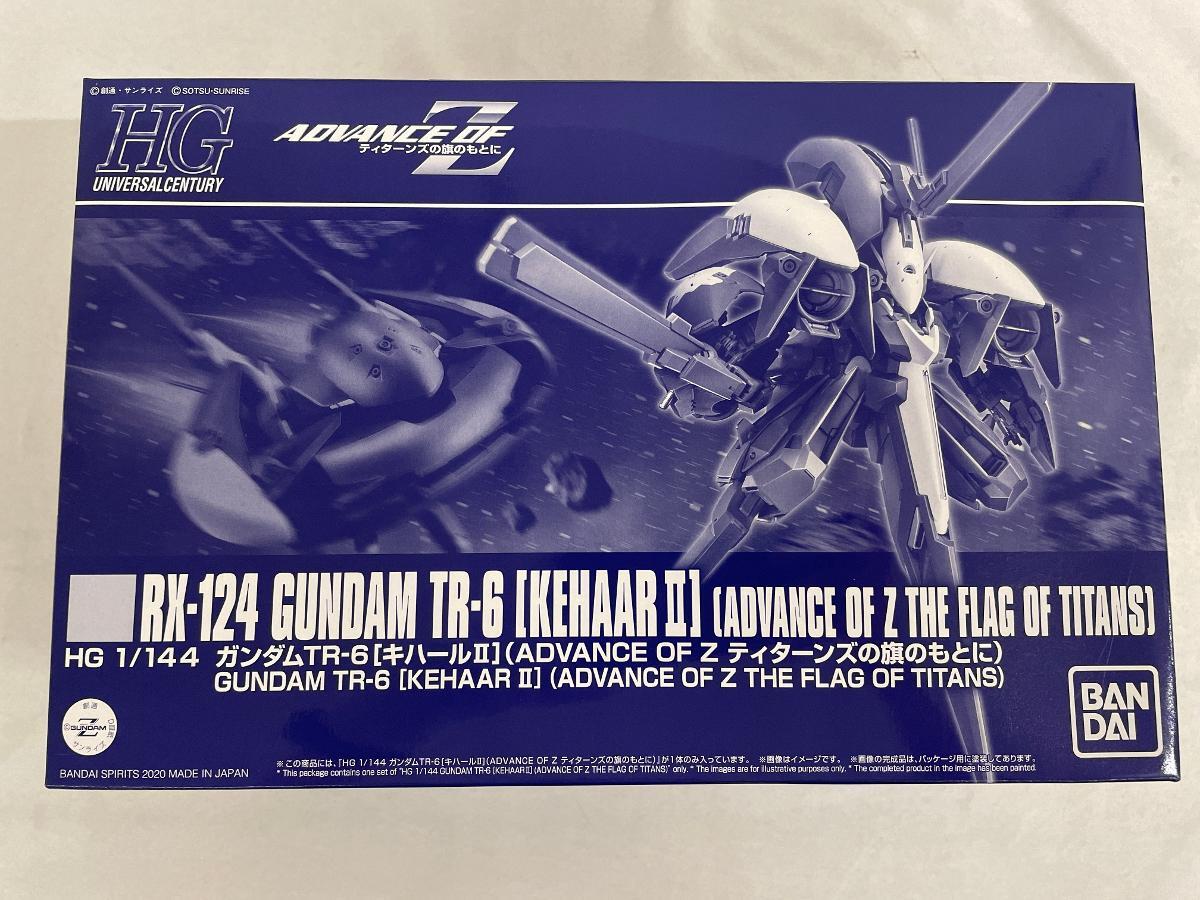 ©創通・サンライズ ©SOTSU・SUNRISE
HG
UNIVERSALCENTURY
ADVANCE OF Z
ティターンズの旗のもとに
RX-124 GUNDAM TR-6 [KEHAAR II] (ADVANCE OF Z THE FLAG OF TITANS)
HG 1/144 ガンダムTR-6[キハールII](ADVANCE OF Z ティターンズの旗のもとに)
GUNDAM TR-6 [KEHAAR II] (ADVANCE OF Z THE FLAG OF TITANS)
BAN
DAI
創通
©GUNDAM Z
サンライズ
BANDAI SPIRITS 2020 MADE IN JAPAN
※この商品には、「HG 1/144 ガンダムTR-6[キハールII](ADVANCE OF Z ティターンズの旗のもとに)」が1体のみ入っています。 ※画像はイメージです。 ※画像の完成品は、パッケージ用に塗装してあります。
* This package contains one set of "HG 1/144 GUNDAM TR-6 [KEHAAR II] (ADVANCE OF Z THE FLAG OF TITANS)" only. * The images are for illustrative purposes only. * The completed product in the image has been painted.